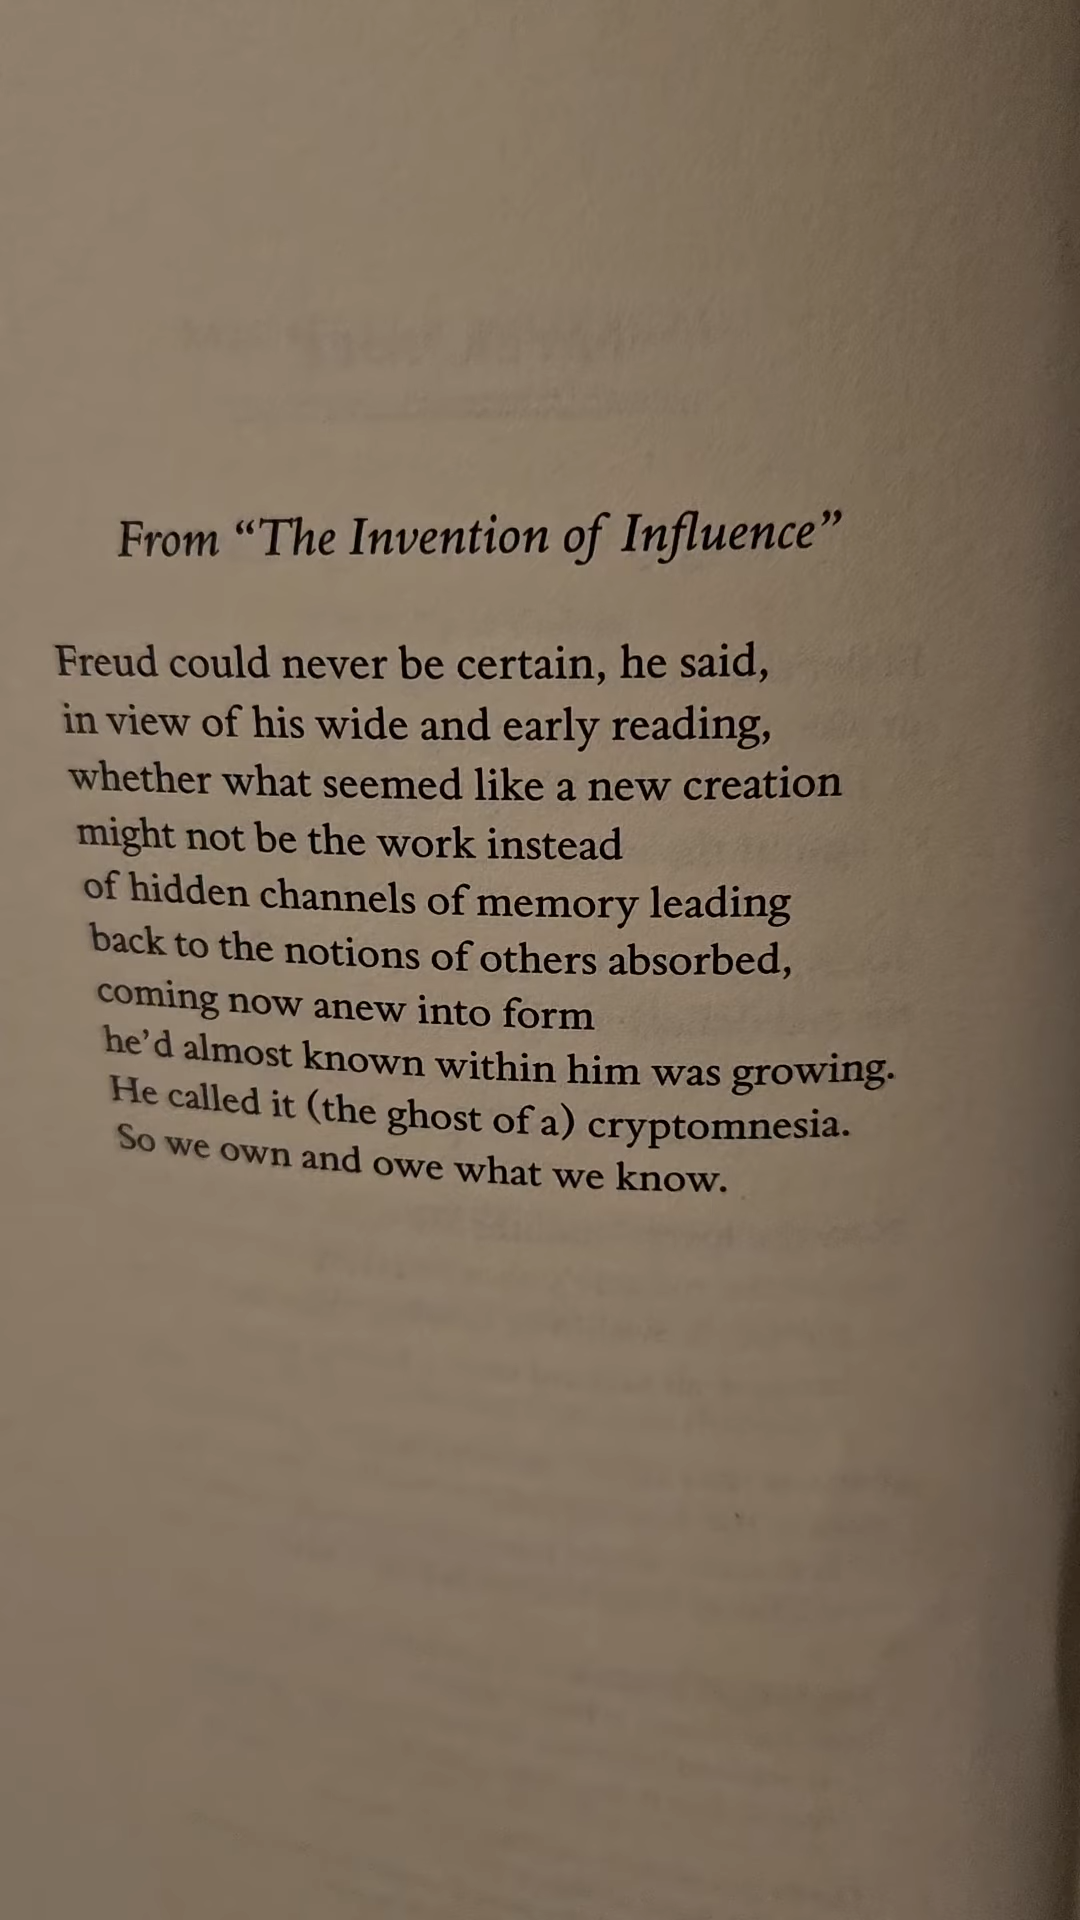 From “The Invention of Influence”
Freud could never be certain, he said,
in view of his wide and early reading,
whether what seemed like a new creation
might not be the work instead
of hidden channels of memory leading
back to the notions of others absorbed,
coming now anew into form
he’d almost known within him was growing.
He called it (the ghost of a) cryptomnesia.
So we own and owe what we know.